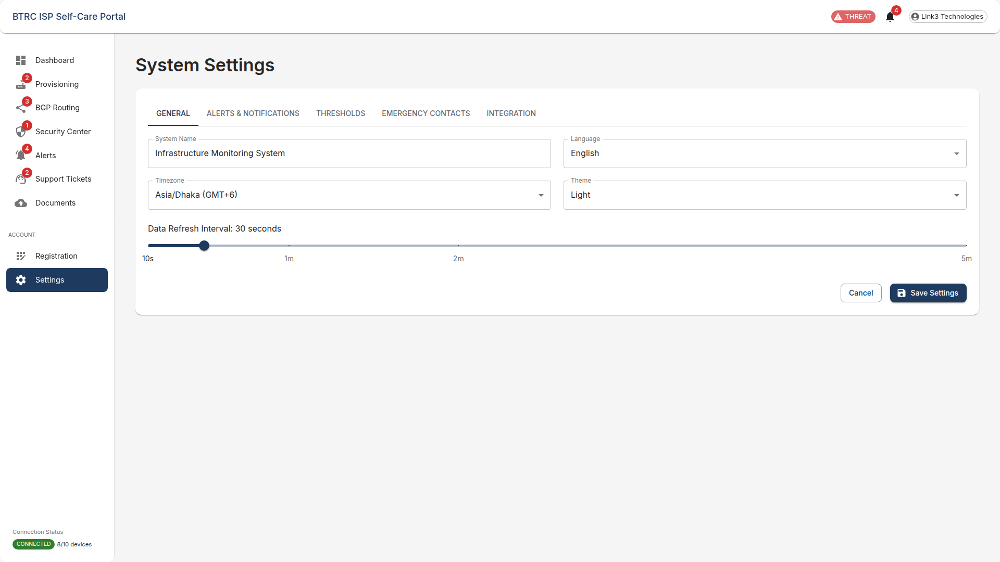 BTRC ISP Self-Care Portal
THREAT
4
Link3 Technologies
Dashboard
2
Provisioning
3
BGP Routing
1
Security Center
4
Alerts
2
Support Tickets
Documents
ACCOUNT
Registration
Settings
Connection Status
CONNECTED 8/10 devices
System Settings
GENERAL ALERTS & NOTIFICATIONS THRESHOLDS EMERGENCY CONTACTS INTEGRATION
System Name
Infrastructure Monitoring System
Language
English
Timezone
Asia/Dhaka (GMT+6)
Theme
Light
Data Refresh Interval: 30 seconds
10s 1m 2m 5m
Cancel Save Settings